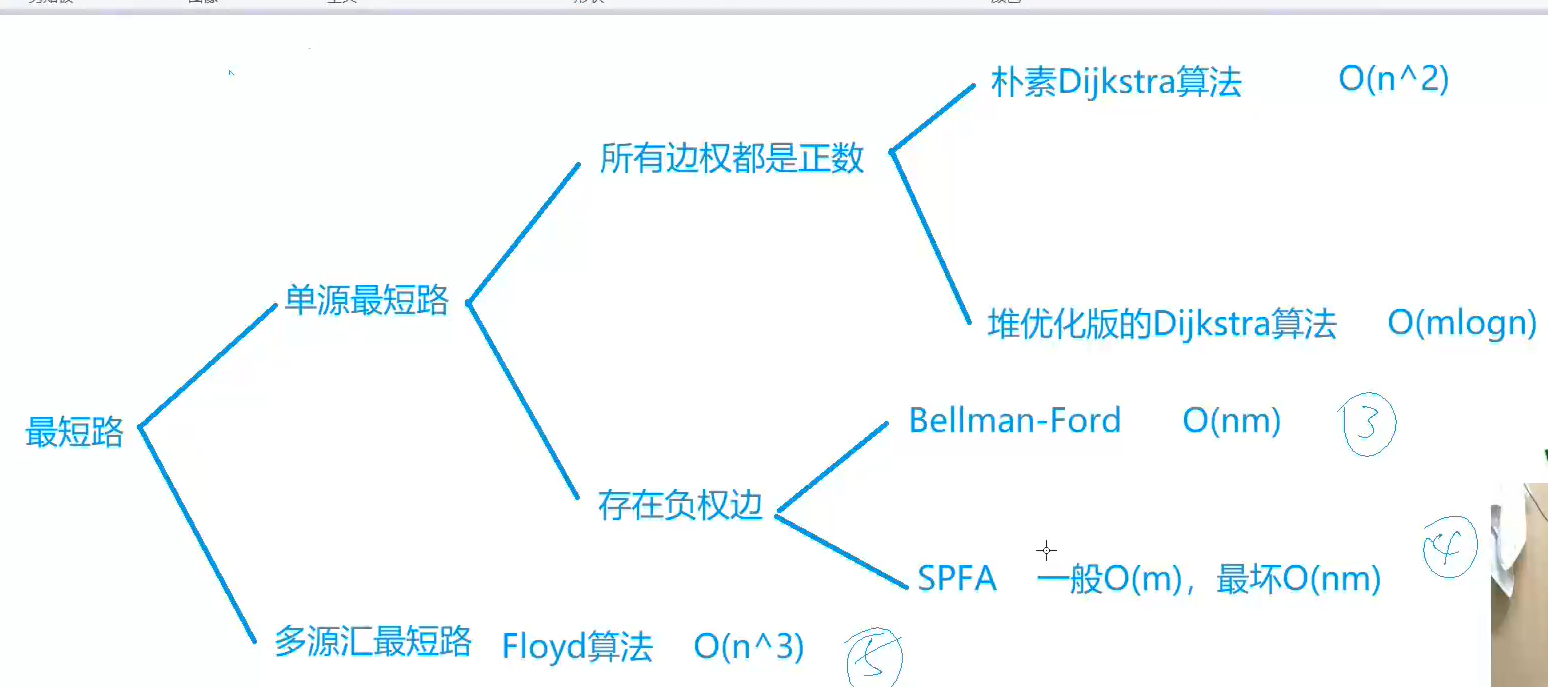 朴素Dijkstra算法 O(n^2)
所有边权都是正数
单源最短路
堆优化版的Dijkstra算法 O(mlogn)
最短路
Bellman-Ford O(nm) ③
存在负权边
SPFA 一般O(m)，最坏O(nm) ④
多源汇最短路 Floyd算法 O(n^3) ⑤